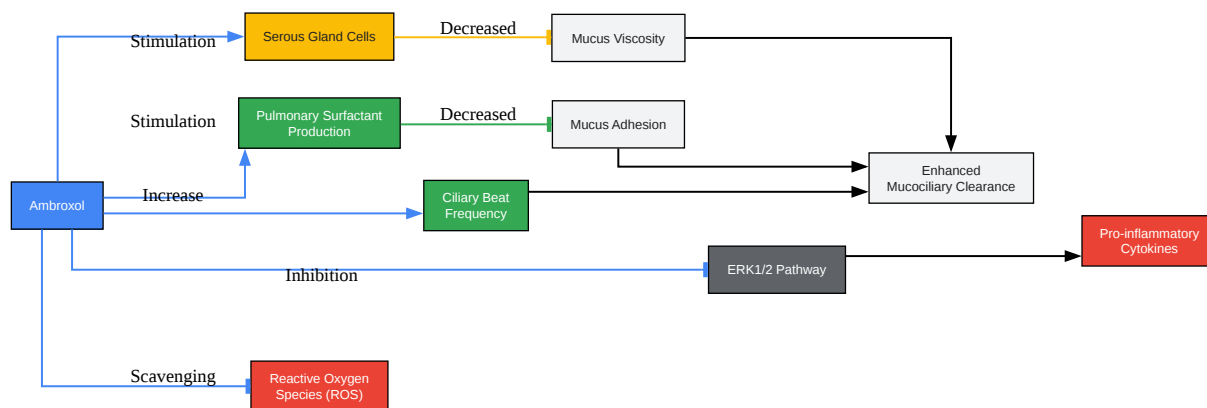 Serous Gland Cells
Decreased
Stimulation
Mucus Viscosity
Pulmonary Surfactant
Production
Decreased
Stimulation
Mucus Adhesion
Enhanced
Mucociliary Clearance
Increase
Ciliary Beat
Frequency
Ambroxol
Pro-inflammatory
Cytokines
ERK1/2 Pathway
Inhibition
Scavenging
Reactive Oxygen
Species (ROS)